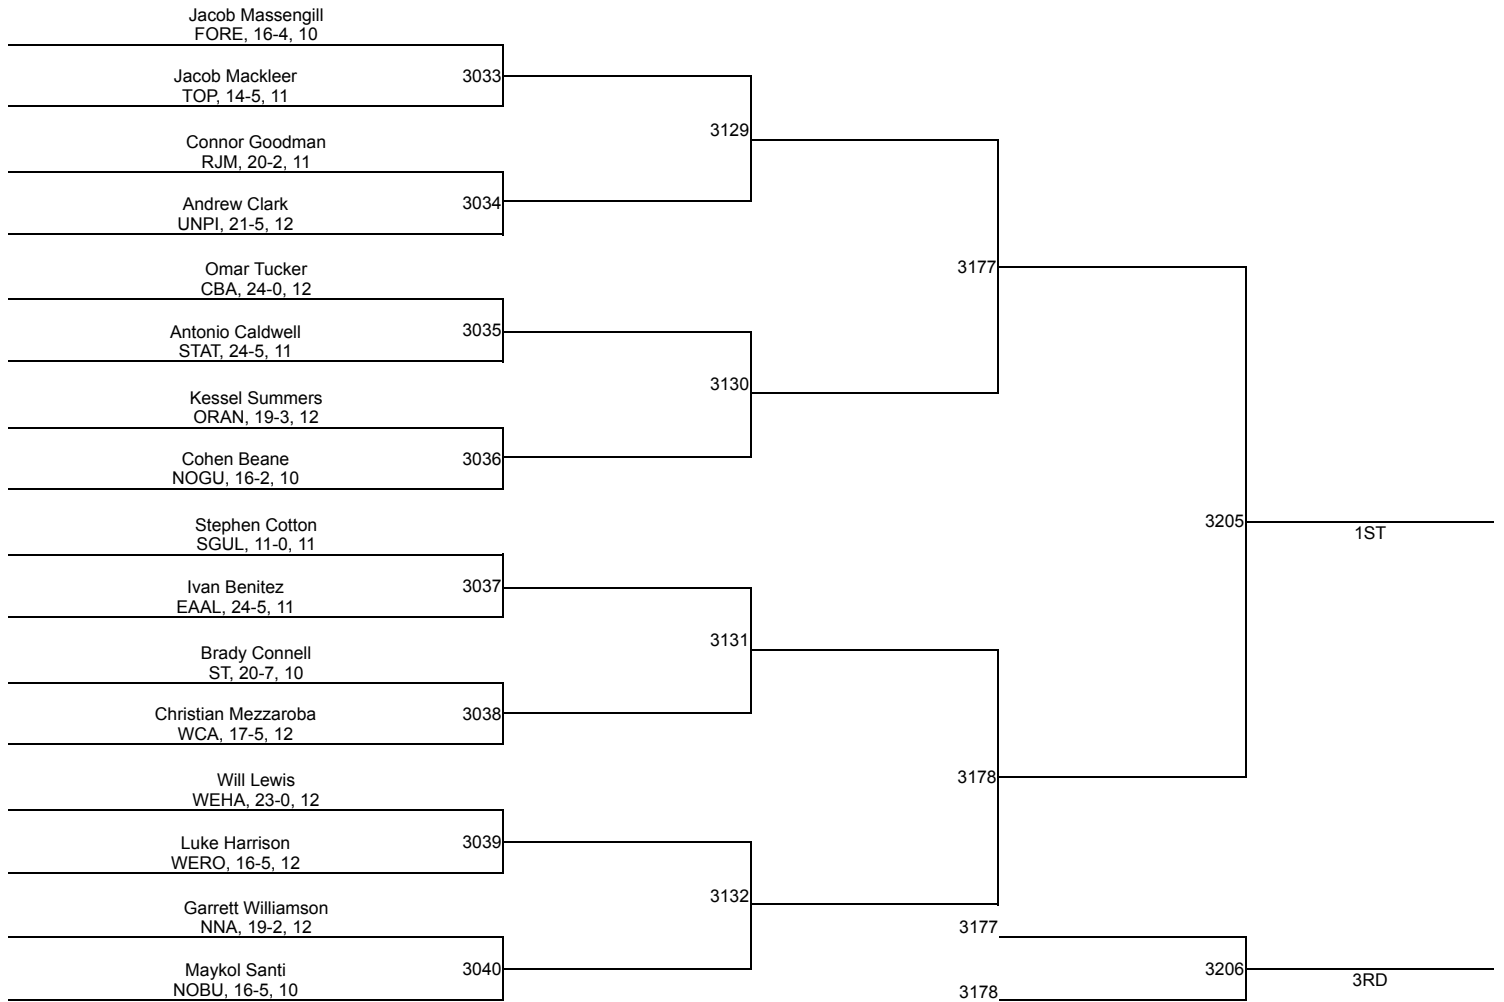 Jacob Massengill
FORE, 16-4, 10
Jacob Mackleer
TOP, 14-5, 11
3033
3129
Connor Goodman
RJM, 20-2, 11
Andrew Clark
UNPI, 21-5, 12
3034
3177
Omar Tucker
CBA, 24-0, 12
Antonio Caldwell
STAT, 24-5, 11
3035
3130
Kessel Summers
ORAN, 19-3, 12
Cohen Beane
NOGU, 16-2, 10
3036
3205
1ST
Stephen Cotton
SGUL, 11-0, 11
Ivan Benitez
EAAL, 24-5, 11
3037
3131
Brady Connell
ST, 20-7, 10
Christian Mezzaroba
WCA, 17-5, 12
3038
3178
Will Lewis
WEHA, 23-0, 12
Luke Harrison
WERO, 16-5, 12
3039
3132
Garrett Williamson
NNA, 19-2, 12
3177
Maykol Santi
NOBU, 16-5, 10
3040
3206
3RD
3178